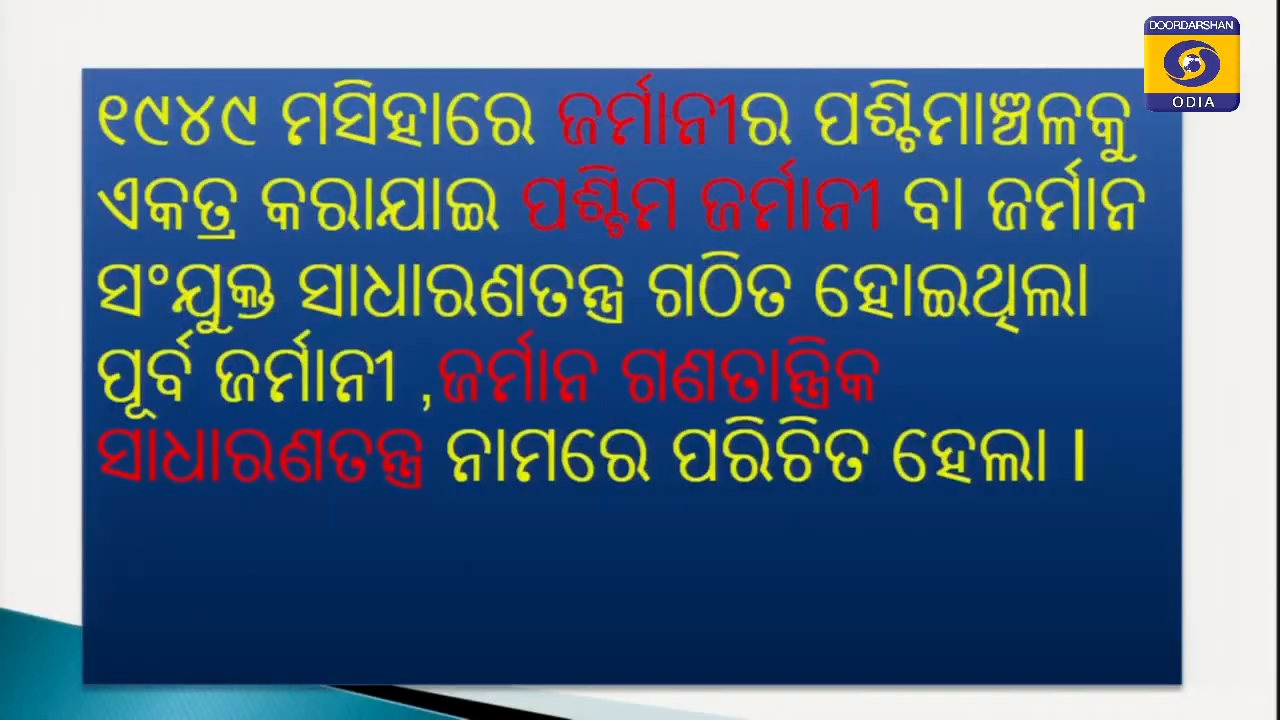 DOORDARSHAN
ODIA
୧୯୪୯ ମସିହାରେ ଜର୍ମାନୀର ପଶ୍ଚିମାଞ୍ଚଳକୁ
ଏକତ୍ର କରାଯାଇ ପଶ୍ଚିମ ଜର୍ମାନୀ ବା ଜର୍ମାନ
ସଂଯୁକ୍ତ ସାଧାରଣତନ୍ତ୍ର ଗଠିତ ହୋଇଥିଲା
ପୂର୍ବ ଜର୍ମାନୀ ,ଜର୍ମାନ ଗଣତାନ୍ତ୍ରିକ
ସାଧାରଣତନ୍ତ୍ର ନାମରେ ପରିଚିତ ହେଲା ।